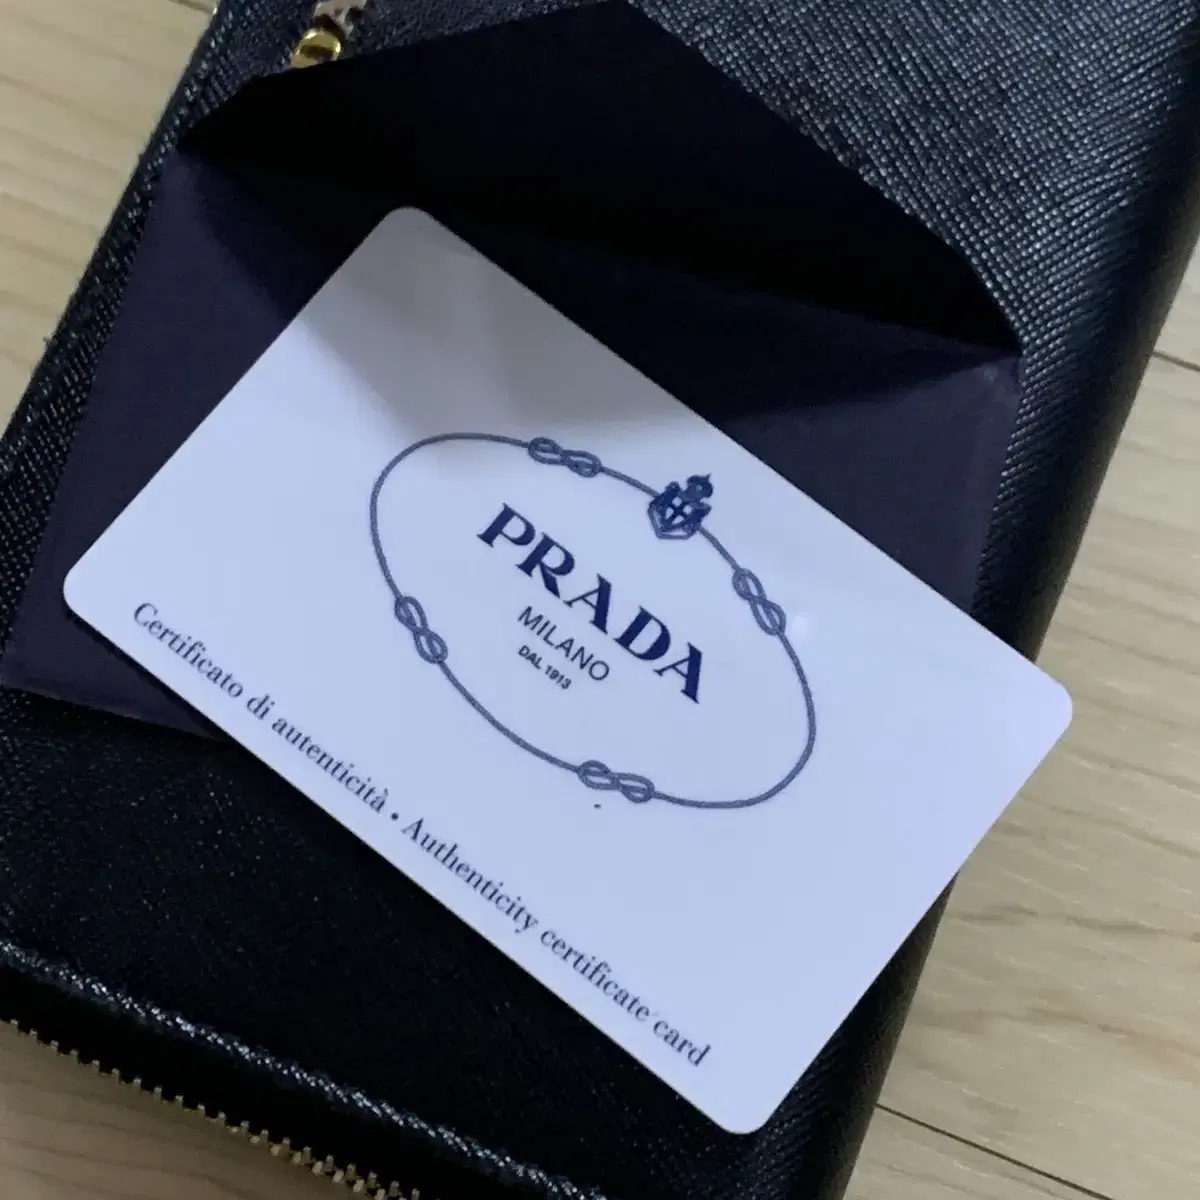 PRADA
MILANO
DAL 1913
Certificato di autenticità • Authenticity certificate card